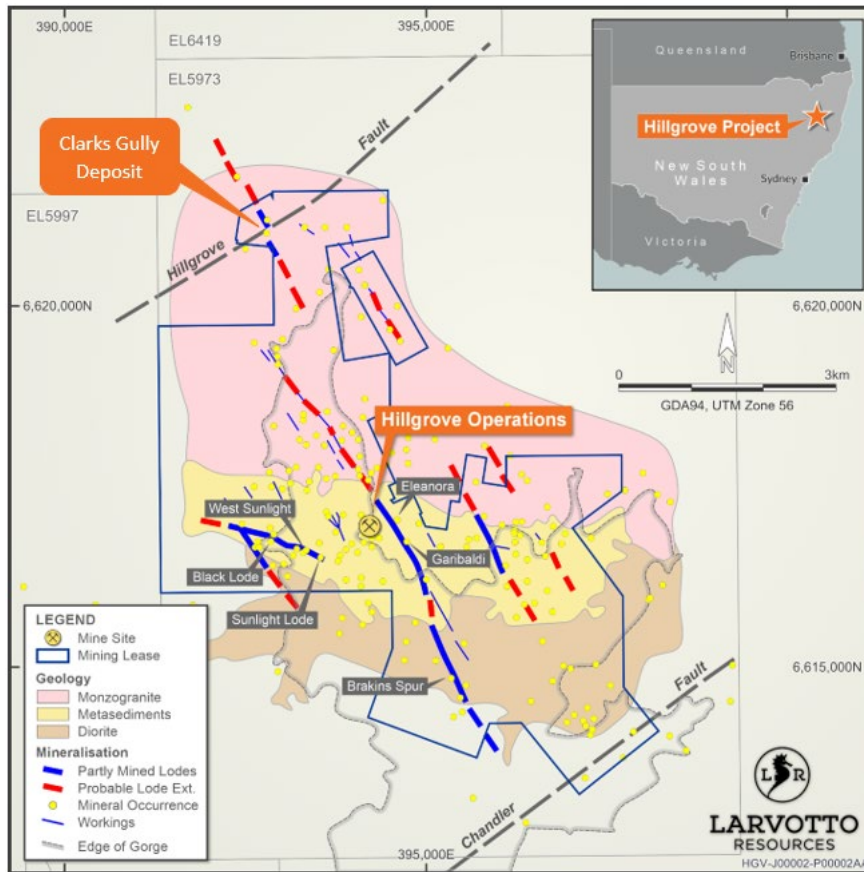 390,000E
395,000E
EL6419
EL5973
EL5997
Fault
Hillgrove
Clarks Gully
Deposit
Queensland
Brisbane
Hillgrove Project
New South
Wales
Sydney
Victoria
6,620,000N
6,620,000N
N
0
3km
GDA94, UTM Zone 56
Hillgrove Operations
Eleanora
West Sunlight
Garibaldi
Black Lode
Sunlight Lode
Brakins Spur
6,615,000N
Fault
Chandler
LEGEND
Mine Site
Mining Lease
Geology
Monzogranite
Metasediments
Diorite
Mineralisation
Partly Mined Lodes
Probable Lode Ext.
Mineral Occurrence
Workings
Edge of Gorge
395,000E
L R
LARVOTTO
RESOURCES
HGV-J00002-P00002AA